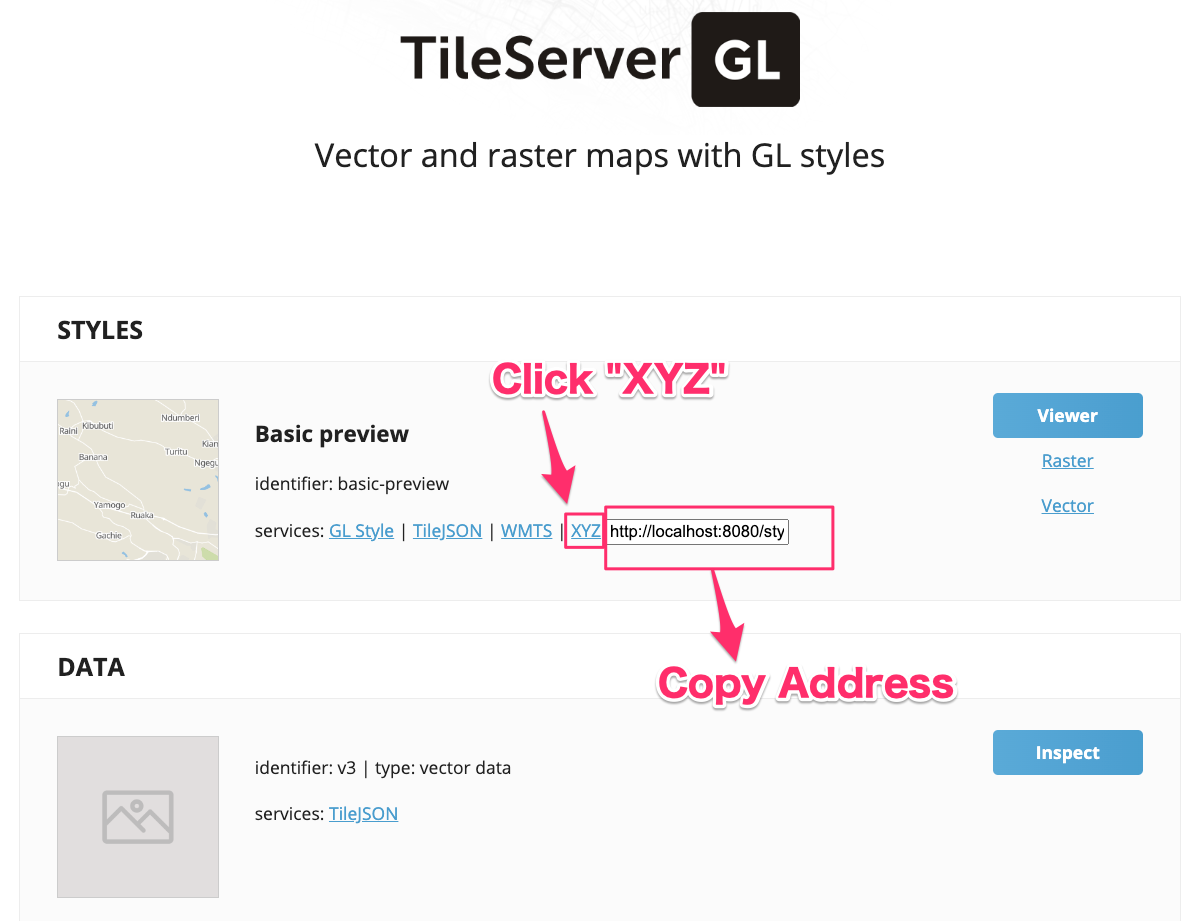 TileServer GL
Vector and raster maps with GL styles
STYLES
Click "XYZ"
Viewer
Ndumberi
Kibubuti
Raini
Kian
Banana
Turitu
Ngegu
Yamogo
Ruaka
Gachie
Basic preview
Raster
identifier: basic-preview
Vector
services: GL Style | TileJSON | WMTS | XYZ http://localhost:8080/sty
DATA
Copy Address
Inspect
identifier: v3 | type: vector data
services: TileJSON